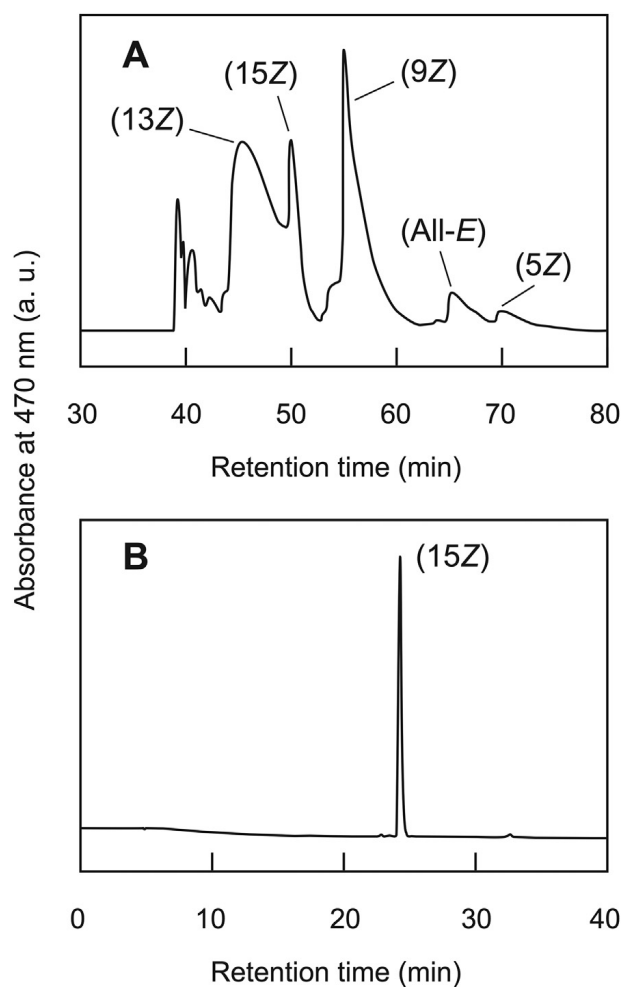 A
(15Z)
(9Z)
(13Z)
(All-E)
(5Z)
30 40 50 60 70 80
Retention time (min)
Absorbance at 470 nm (a. u.)
B
(15Z)
0 10 20 30 40
Retention time (min)